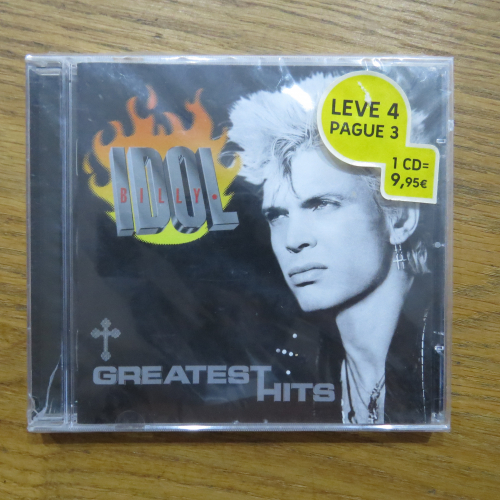 LEVE 4
PAGUE 3
1 CD=
9,95€
IDOL
BILLY
GREATEST HITS